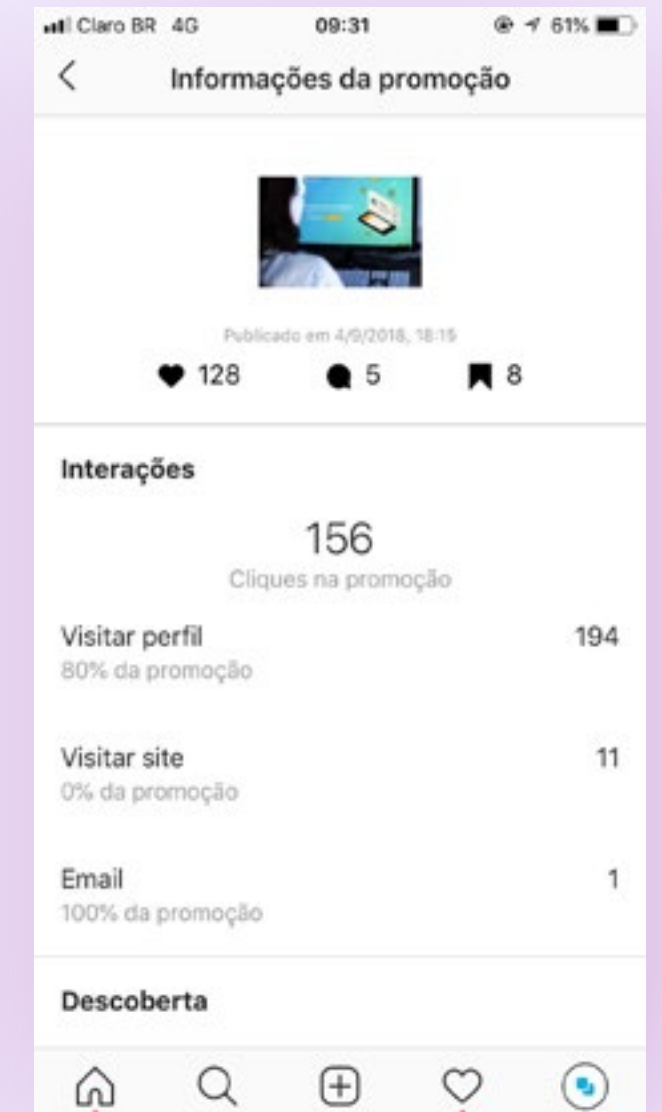 Claro BR 4G 09:31 61%
Informações da promoção
Publicado em 4/9/2018, 18:15
128 5 8
Interações
156
Cliques na promoção
Visitar perfil 194
80% da promoção
Visitar site 11
0% da promoção
Email 1
100% da promoção
Descoberta